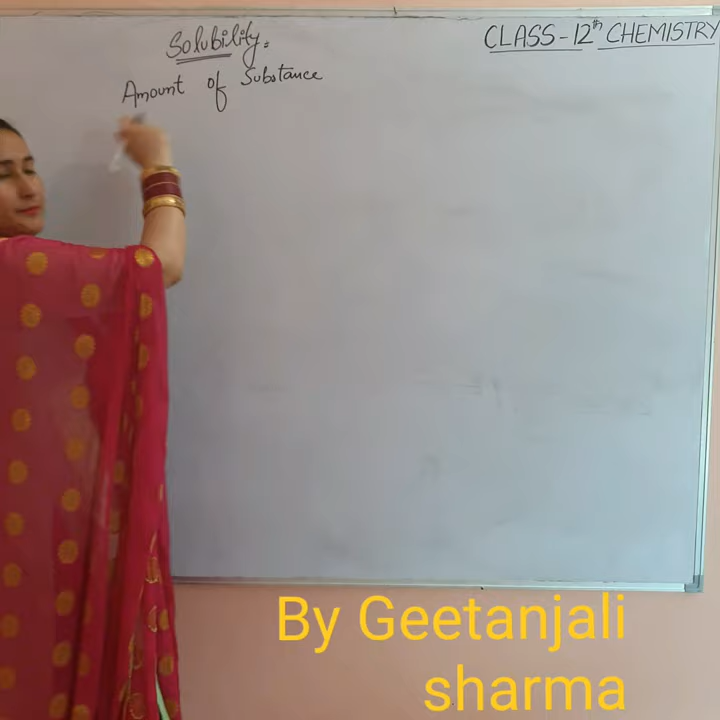 Solubility:
CLASS-12th CHEMISTRY
Amount of Substance
By Geetanjali
sharma